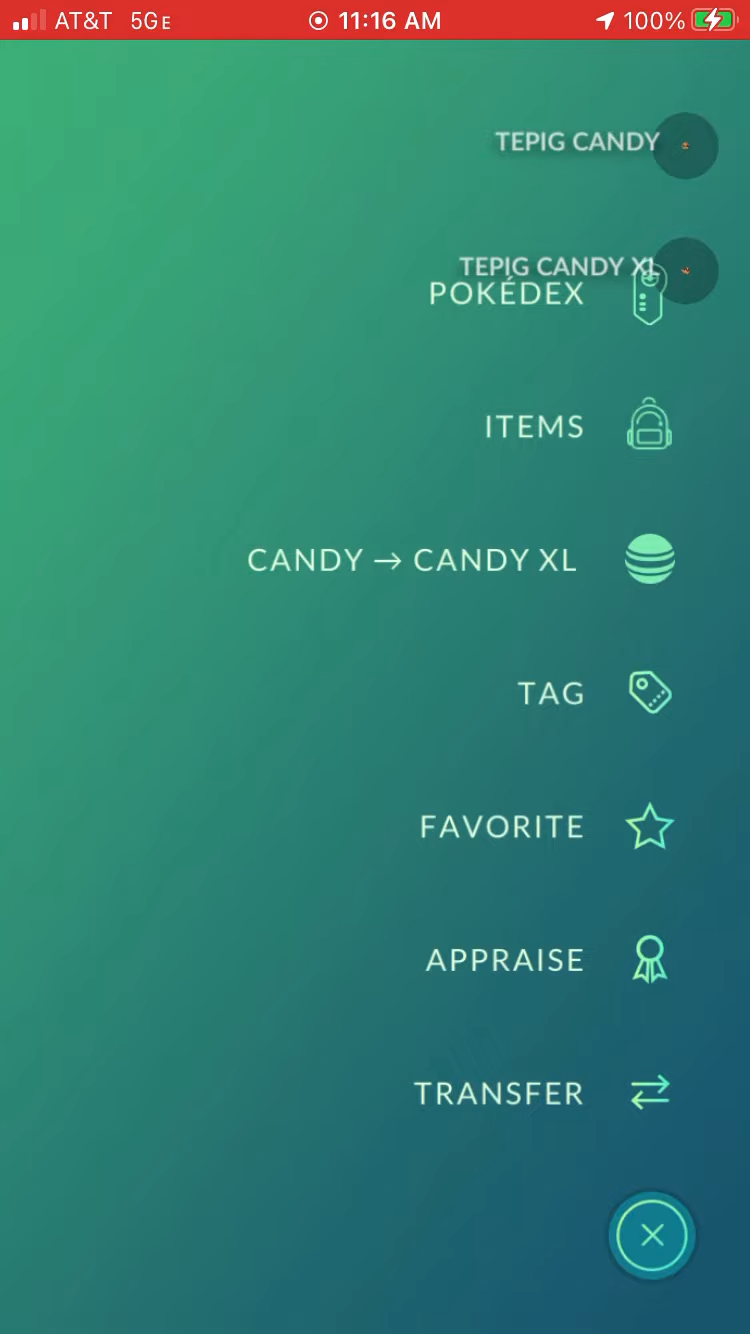 AT&T 5GE 11:16 AM 100%
TEPIG CANDY
TEPIG CANDY XL
POKÉDEX
ITEMS
CANDY → CANDY XL
TAG
FAVORITE
APPRAISE
TRANSFER